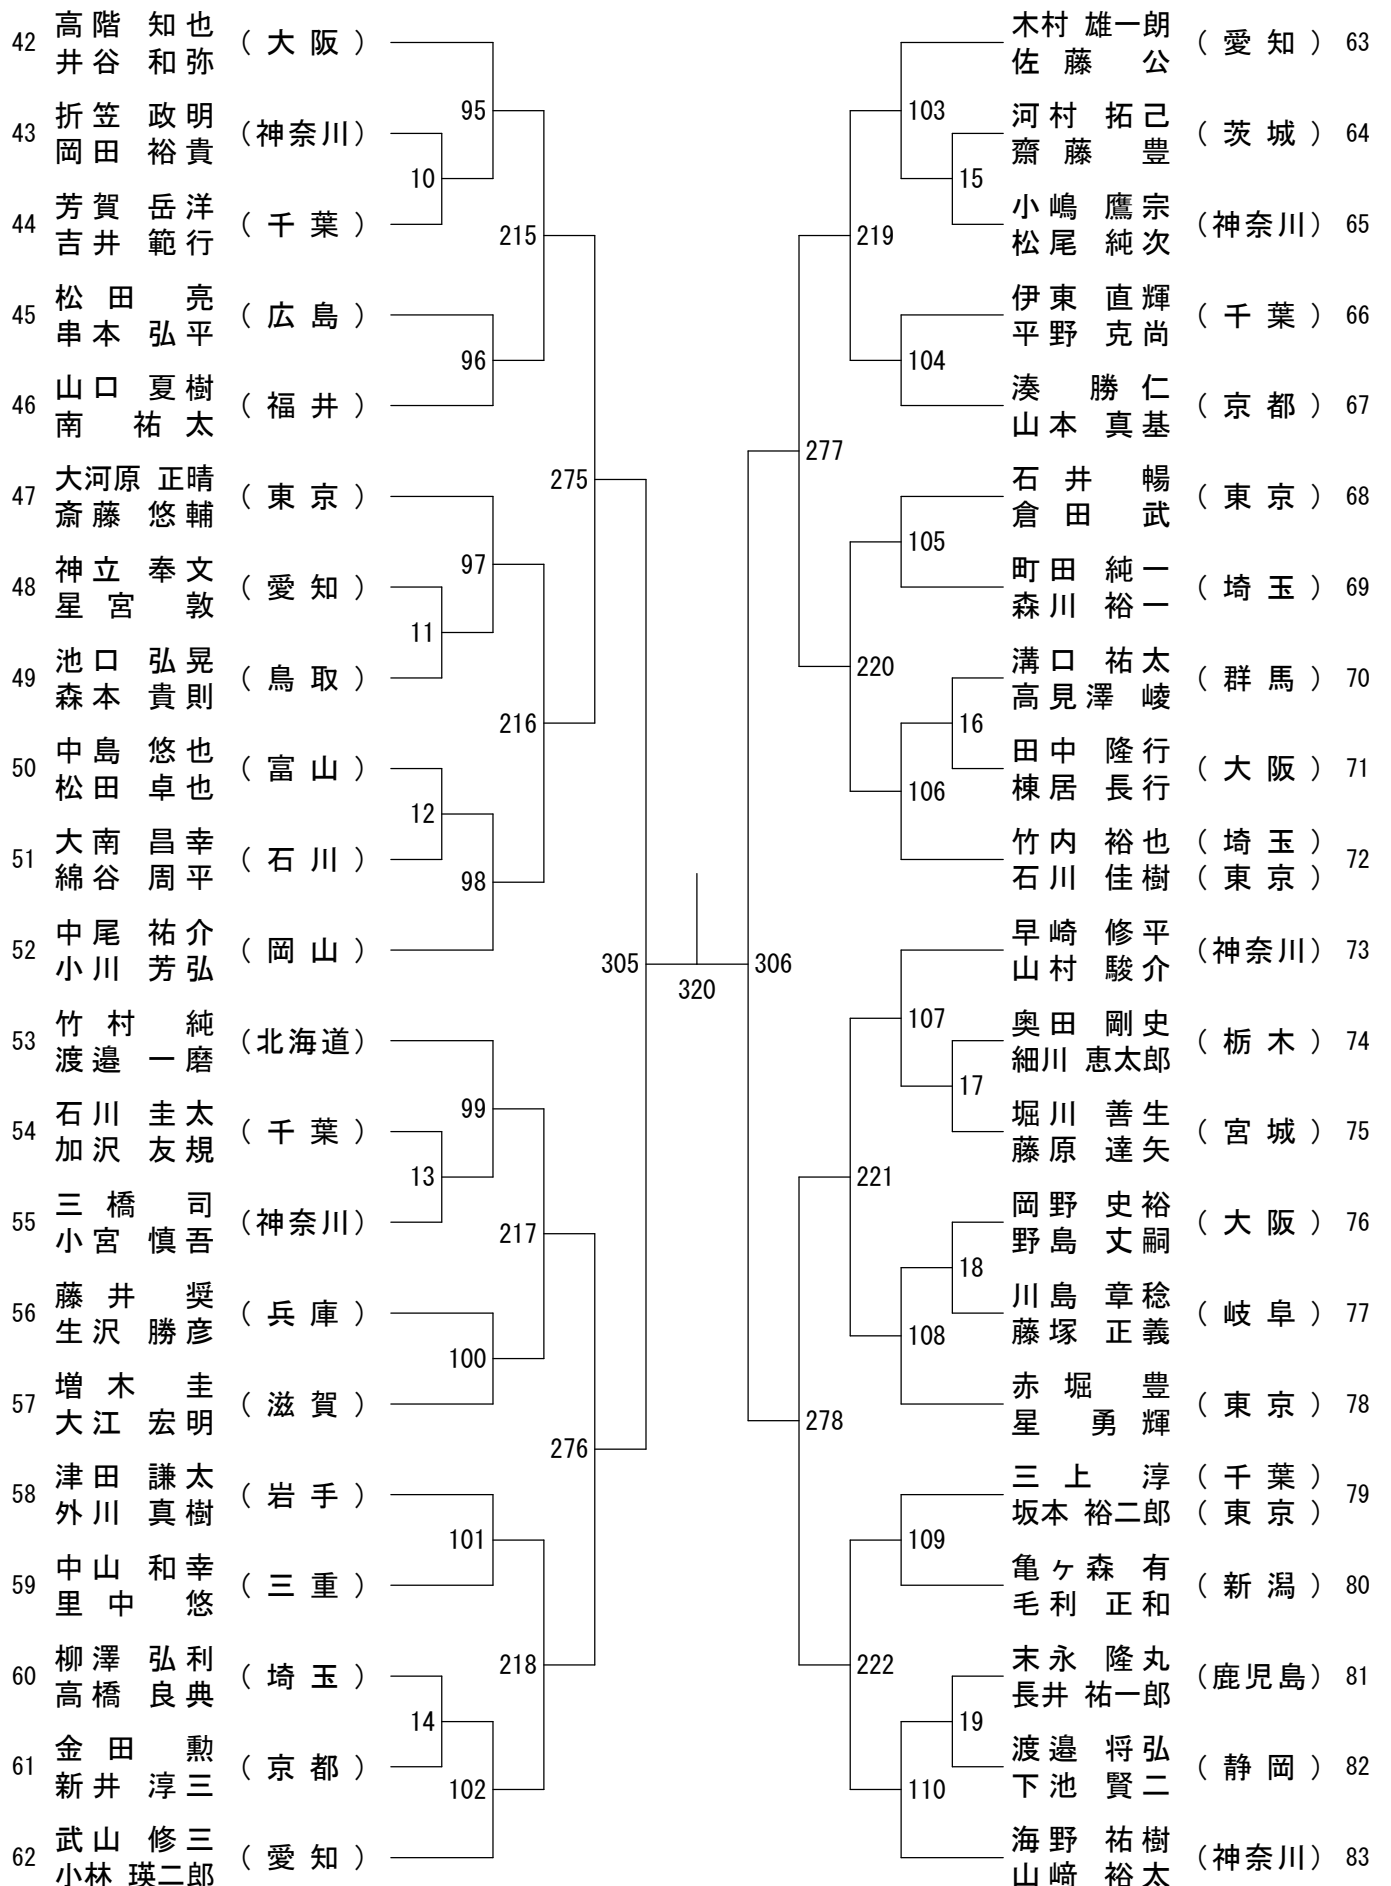 42 高階 知也 (大阪)
井谷 和弥
43 折笠 政明 (神奈川)
岡田 裕貴
44 芳賀 岳洋 (千葉)
吉井 範行
45 松田 亮 (広島)
串本 弘平
46 山口 夏樹 (福井)
南 祐太
47 大河原 正晴 (東京)
斎藤 悠輔
48 神立 奉文 (愛知)
星宮 敦
49 池口 弘晃 (鳥取)
森本 貴則
50 中島 悠也 (富山)
松田 卓也
51 大南 昌幸 (石川)
綿谷 周平
52 中尾 祐介 (岡山)
小川 芳弘
53 竹村 純 (北海道)
渡邉 一磨
54 石川 圭太 (千葉)
加沢 友規
55 三橋 司 (神奈川)
小宮 慎吾
56 藤井 奨 (兵庫)
生沢 勝彦
57 増木 圭 (滋賀)
大江 宏明
58 津田 謙太 (岩手)
外川 真樹
59 中山 和幸 (三重)
里中 悠
60 柳澤 弘利 (埼玉)
高橋 良典
61 金田 勲 (京都)
新井 淳三
62 武山 修三 (愛知)
小林 瑛二郎
95
10
215
96
275
97
11
216
12
98
305
99
13
217
100
276
101
218
14
102
320
306
103
15
219
104
277
105
220
16
106
107
17
221
18
108
278
109
222
19
110
木村 雄一朗 (愛知) 63
佐藤 公
河村 拓己 (茨城) 64
齋藤 豊
小嶋 鷹宗 (神奈川) 65
松尾 純次
伊東 直輝 (千葉) 66
平野 克尚
湊 勝仁 (京都) 67
山本 真基
石井 暢 (東京) 68
倉田 武
町田 純一 (埼玉) 69
森川 裕一
溝口 祐太 (群馬) 70
高見澤 崚
田中 隆行 (大阪) 71
棟居 長行
竹内 裕也 (埼玉) 72
石川 佳樹 (東京)
早崎 修平 (神奈川) 73
山村 駿介
奥田 剛史 (栃木) 74
細川 恵太郎
堀川 善生 (宮城) 75
藤原 達矢
岡野 史裕 (大阪) 76
野島 丈嗣
川島 章稔 (岐阜) 77
藤塚 正義
赤堀 豊 (東京) 78
星 勇輝
三上 淳 (千葉) 79
坂本 裕二郎 (東京)
亀ヶ森 有 (新潟) 80
毛利 正和
末永 隆丸 (鹿児島) 81
長井 祐一郎
渡邉 将弘 (静岡) 82
下池 賢二
海野 祐樹 (神奈川) 83
山﨑 裕太